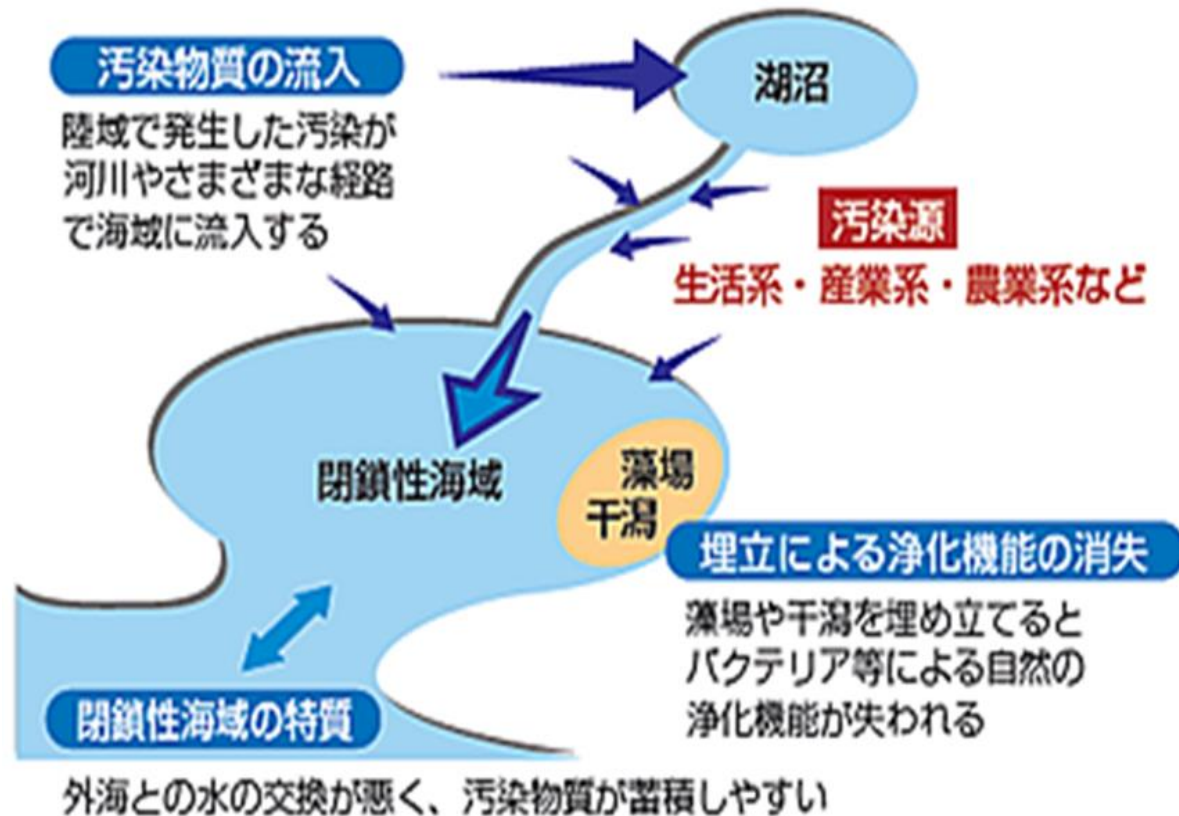 汚染物質の流入
陸域で発生した汚染が
河川やさまざまな経路
で海域に流入する
湖沼
汚染源
生活系・産業系・農業系など
閉鎖性海域
藻場
干潟
埋立による浄化機能の消失
藻場や干潟を埋め立てると
バクテリア等による自然の
浄化機能が失われる
閉鎖性海域の特質
外海との水の交換が悪く、汚染物質が蓄積しやすい